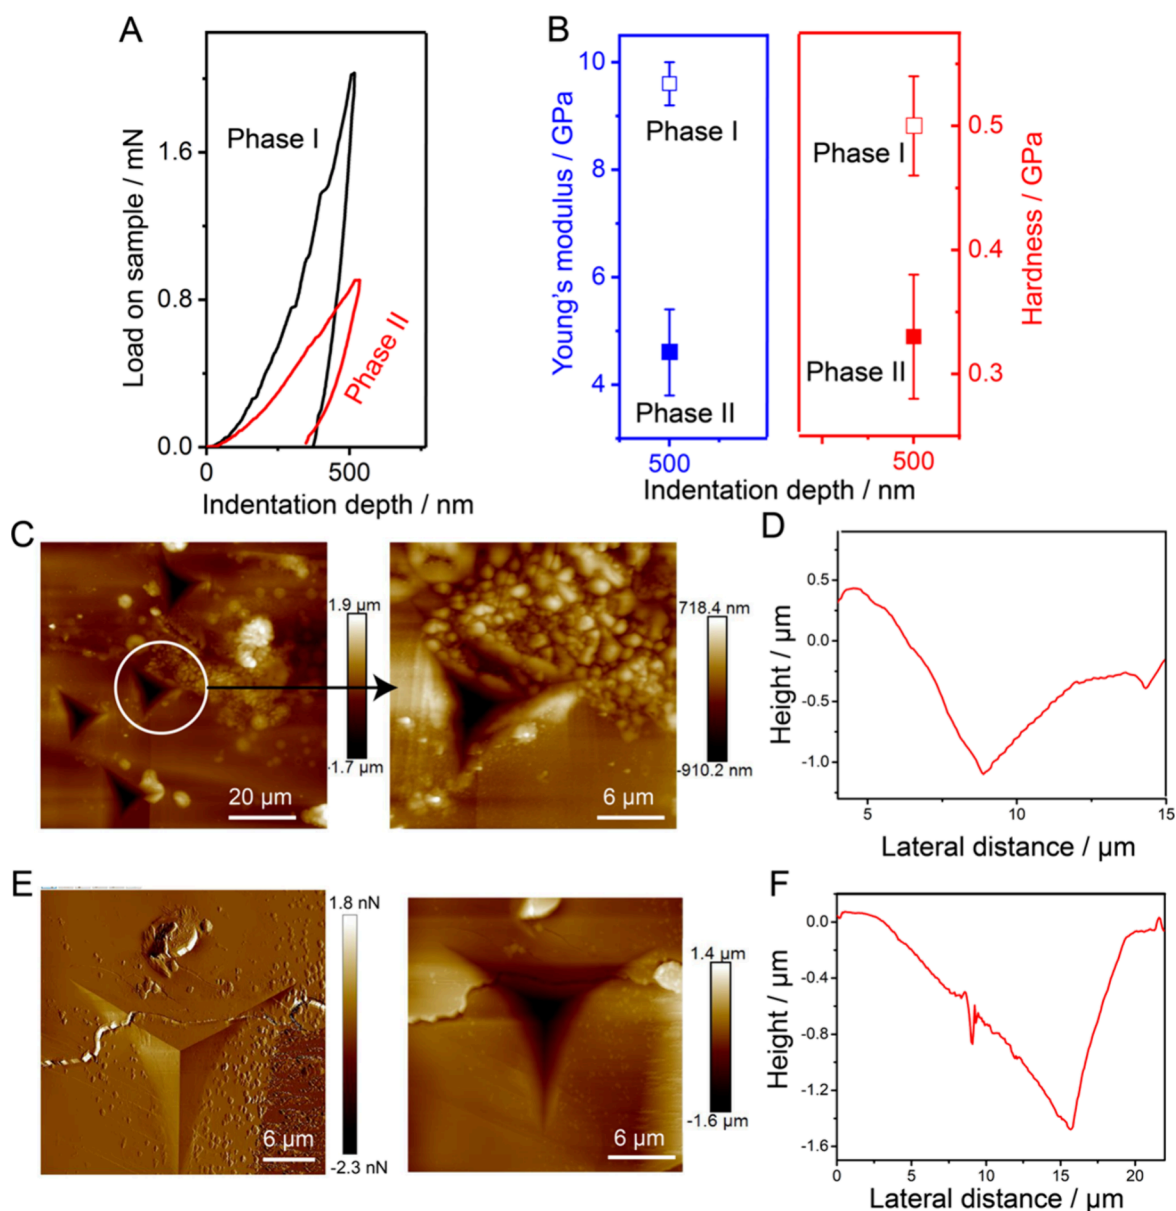 A
Load on sample / mN
1.6
0.8
0.0
Phase I
Phase II
0
500
Indentation depth / nm
B
Young's modulus / GPa
10
8
6
4
Phase I
Phase II
500
Phase I
Phase II
500
0.5
0.4
0.3
Hardness / GPa
Indentation depth / nm
C
1.9 µm
-1.7 µm
20 µm
718.4 nm
-910.2 nm
6 µm
D
Height / µm
0.5
0.0
-0.5
-1.0
5
10
15
Lateral distance / µm
E
1.8 nN
-2.3 nN
6 µm
1.4 µm
-1.6 µm
6 µm
F
Height / µm
0.0
-0.4
-0.8
-1.2
-1.6
0
5
10
15
20
Lateral distance / µm